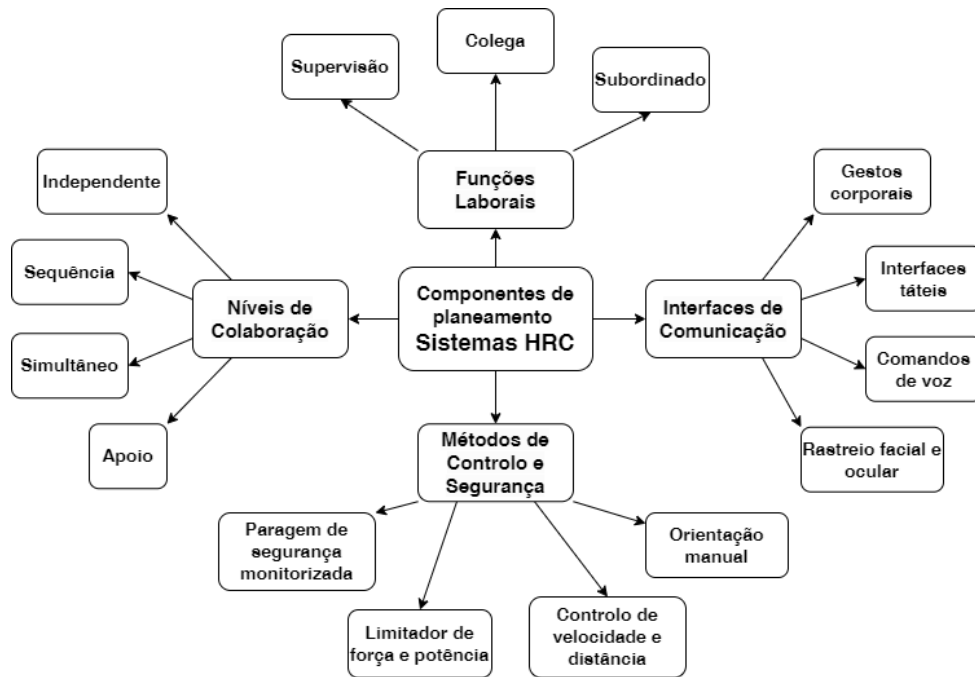 Colega
Supervisão
Subordinado
Funções
Laborais
Independente
Sequência
Simultâneo
Apoio
Níveis de
Colaboração
Componentes de
planeamento
Sistemas HRC
Interfaces de
Comunicação
Gestos
corporais
Interfaces
táteis
Comandos
de voz
Rastreio facial e
ocular
Métodos de
Controlo e
Segurança
Paragem de
segurança
monitorizada
Limitador de
força e potência
Controlo de
velocidade e
distância
Orientação
manual